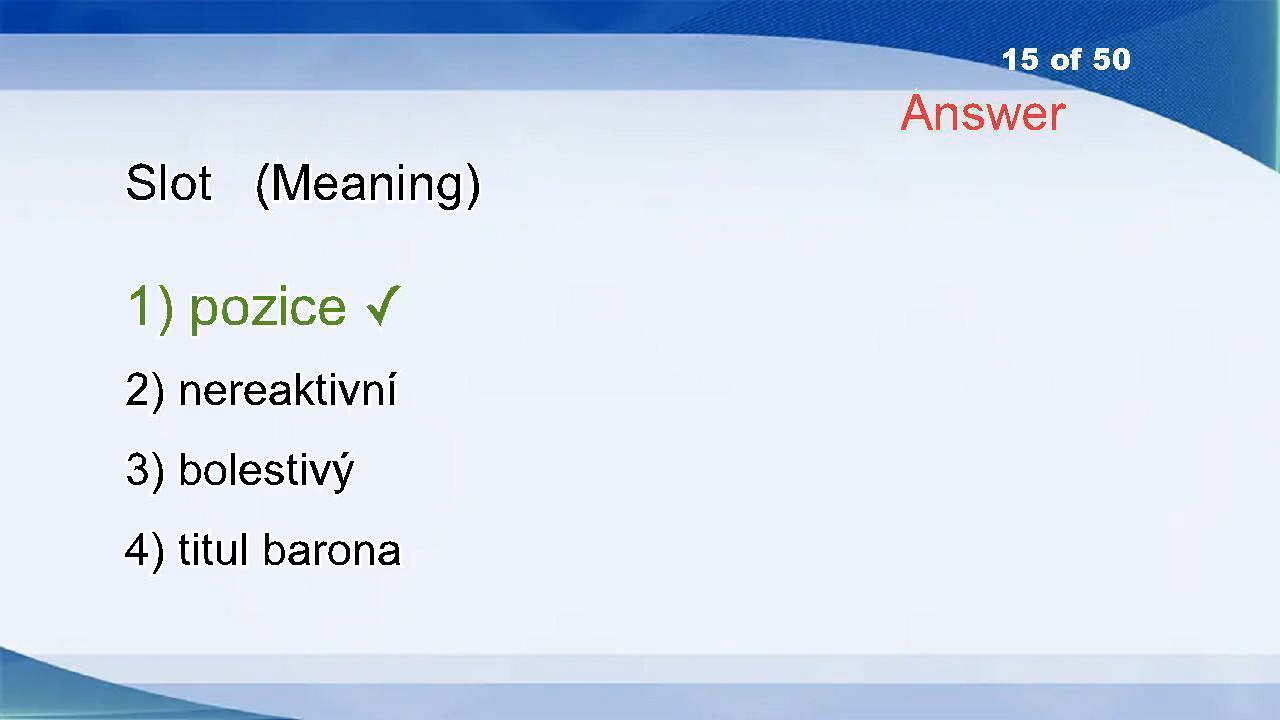 15 of 50
Answer
Slot (Meaning)
1) pozice ✓
2) nereaktivní
3) bolestivý
4) titul barona